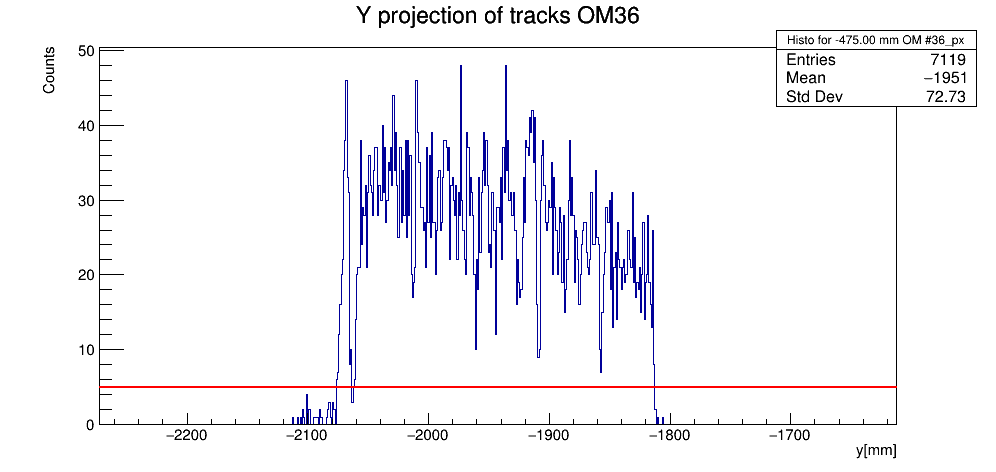 Y projection of tracks OM36
Histo for -475.00 mm OM #36_px
Entries 7119
Mean −1951
Std Dev 72.73
Counts
50
40
30
20
10
0
−2200 −2100 −2000 −1900 −1800 −1700
y[mm]